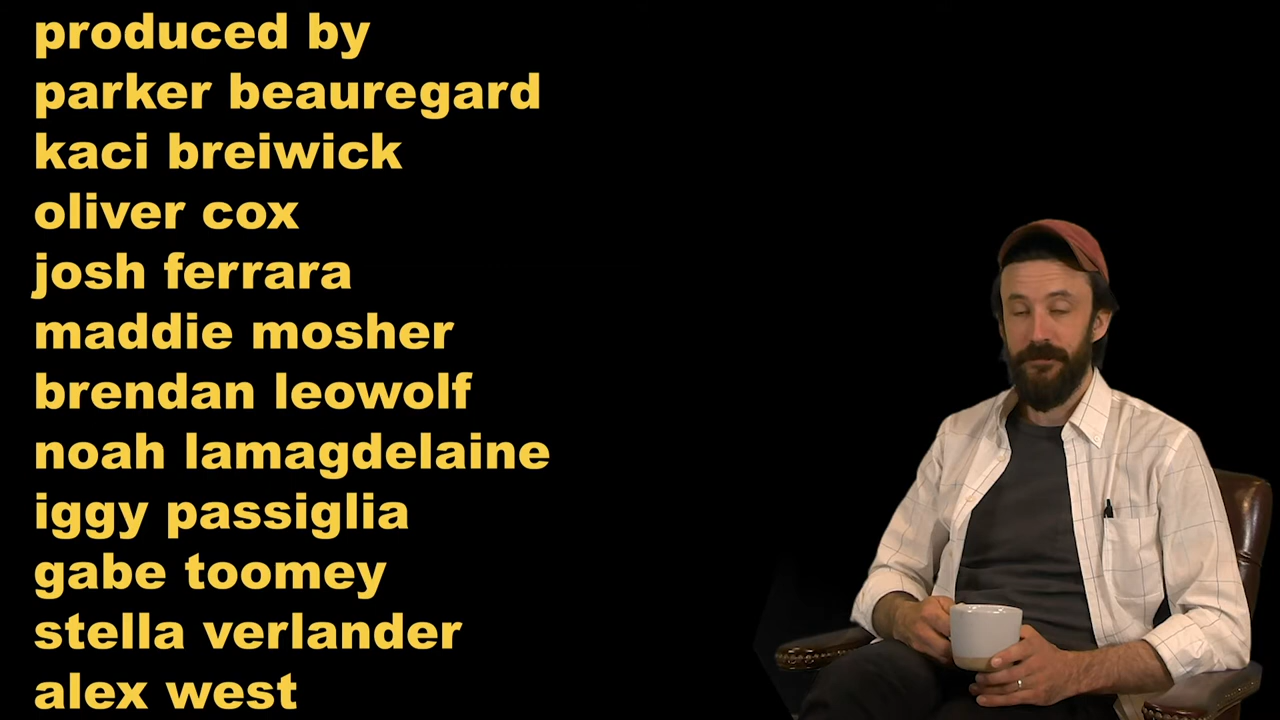 produced by
parker beauregard
kaci breiwick
oliver cox
josh ferrara
maddie mosher
brendan leowolf
noah lamagdelaine
iggy passiglia
gabe toomey
stella verlander
alex west